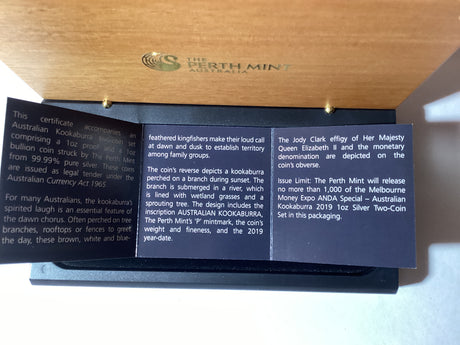 THE
PERTH MINT
AUSTRALIA
This certificate accompanies an
Australian Kookaburra two-coin set
comprising a 1oz proof and a 1oz
bullion coin struck by The Perth Mint
from 99.99% pure silver. These coins
are issued as legal tender under the
Australian Currency Act 1965.
For many Australians, the kookaburra's
spirited laugh is an essential feature of
the dawn chorus. Often perched on tree
branches, rooftops or fences to greet
the day, these brown, white and blue-
feathered kingfishers make their loud call
at dawn and dusk to establish territory
among family groups.
The coin's reverse depicts a kookaburra
perched on a branch during sunset. The
branch is submerged in a river, which
is lined with wetland grasses and a
sprouting tree. The design includes the
inscription AUSTRALIAN KOOKABURRA,
The Perth Mint's 'P' mintmark, the coin's
weight and fineness, and the 2019
year-date.
The Jody Clark effigy of Her Majesty
Queen Elizabeth II and the monetary
denomination are depicted on the
coin's obverse.
Issue Limit: The Perth Mint will release
no more than 1,000 of the Melbourne
Money Expo ANDA Special – Australian
Kookaburra 2019 1oz Silver Two-Coin
Set in this packaging.